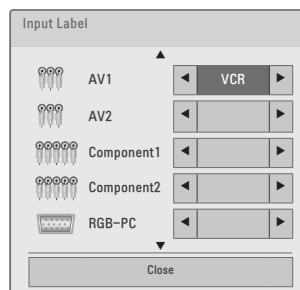 Input Label
AV1 VCR
AV2
Component1
Component2
RGB-PC
Close